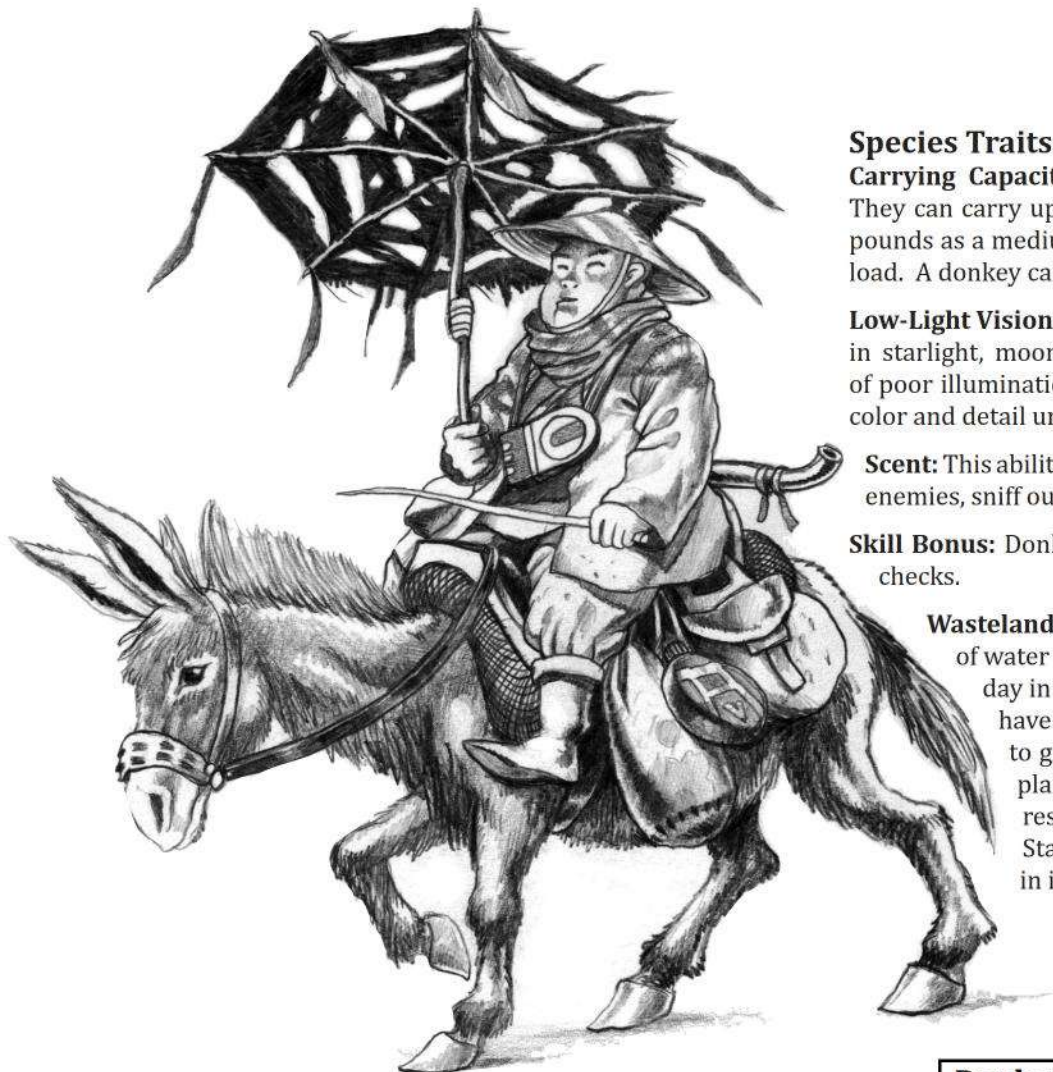 Species Traits
Carrying Capacit
They can carry up
pounds as a mediu
load. A donkey ca
Low-Light Vision
in starlight, moon
of poor illuminatio
color and detail un
Scent: This abilit
enemies, sniff ou
Skill Bonus: Donk
checks.
Wasteland
of water
day in
have
to g
pla
res
Sta
in i